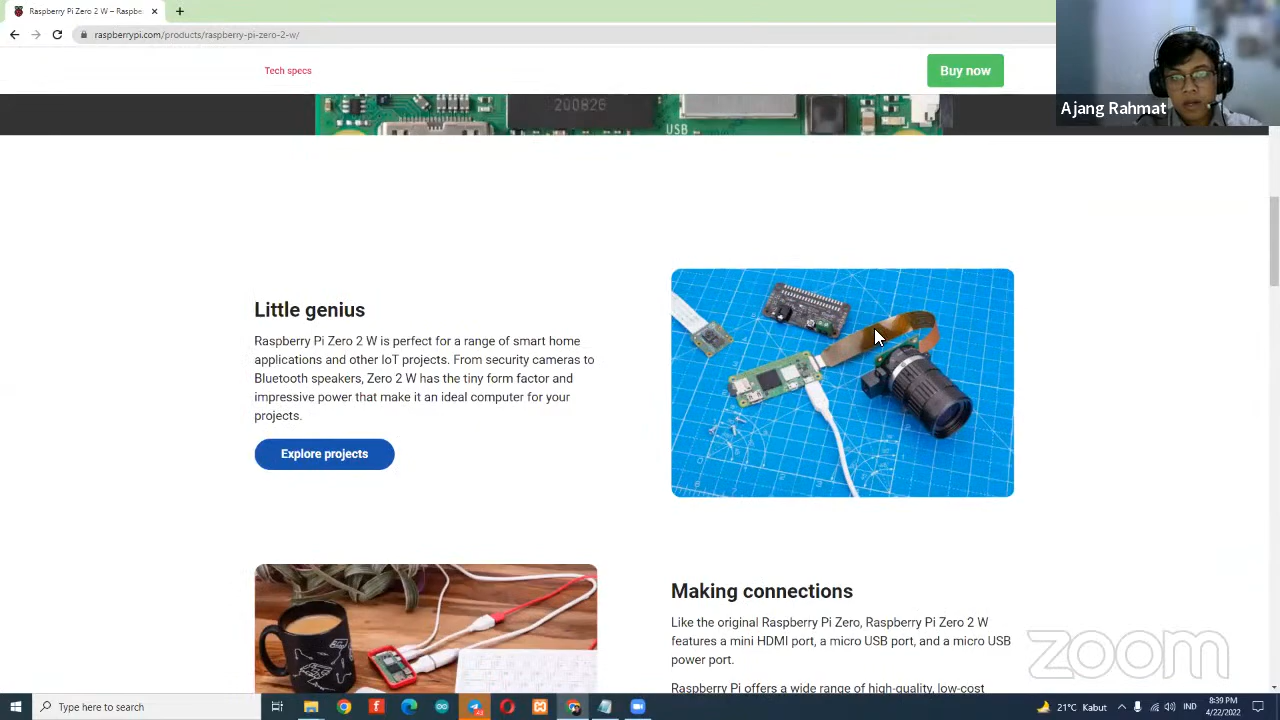 Raspberry Pi Zero 2 W – Raspbe
raspberrypi.com/products/raspberry-pi-zero-2-w/
Tech specs
Buy now
Ajang Rahmat
200826
USB
Little genius
Raspberry Pi Zero 2 W is perfect for a range of smart home
applications and other IoT projects. From security cameras to
Bluetooth speakers, Zero 2 W has the tiny form factor and
impressive power that make it an ideal computer for your
projects.
Explore projects
Making connections
Like the original Raspberry Pi Zero, Raspberry Pi Zero 2 W
features a mini HDMI port, a micro USB port, and a micro USB
power port.
Raspberry Pi offers a wide range of high-quality, low-cost
zoom
Type here to search
21°C Kabut
IND
8:39 PM
4/22/2022